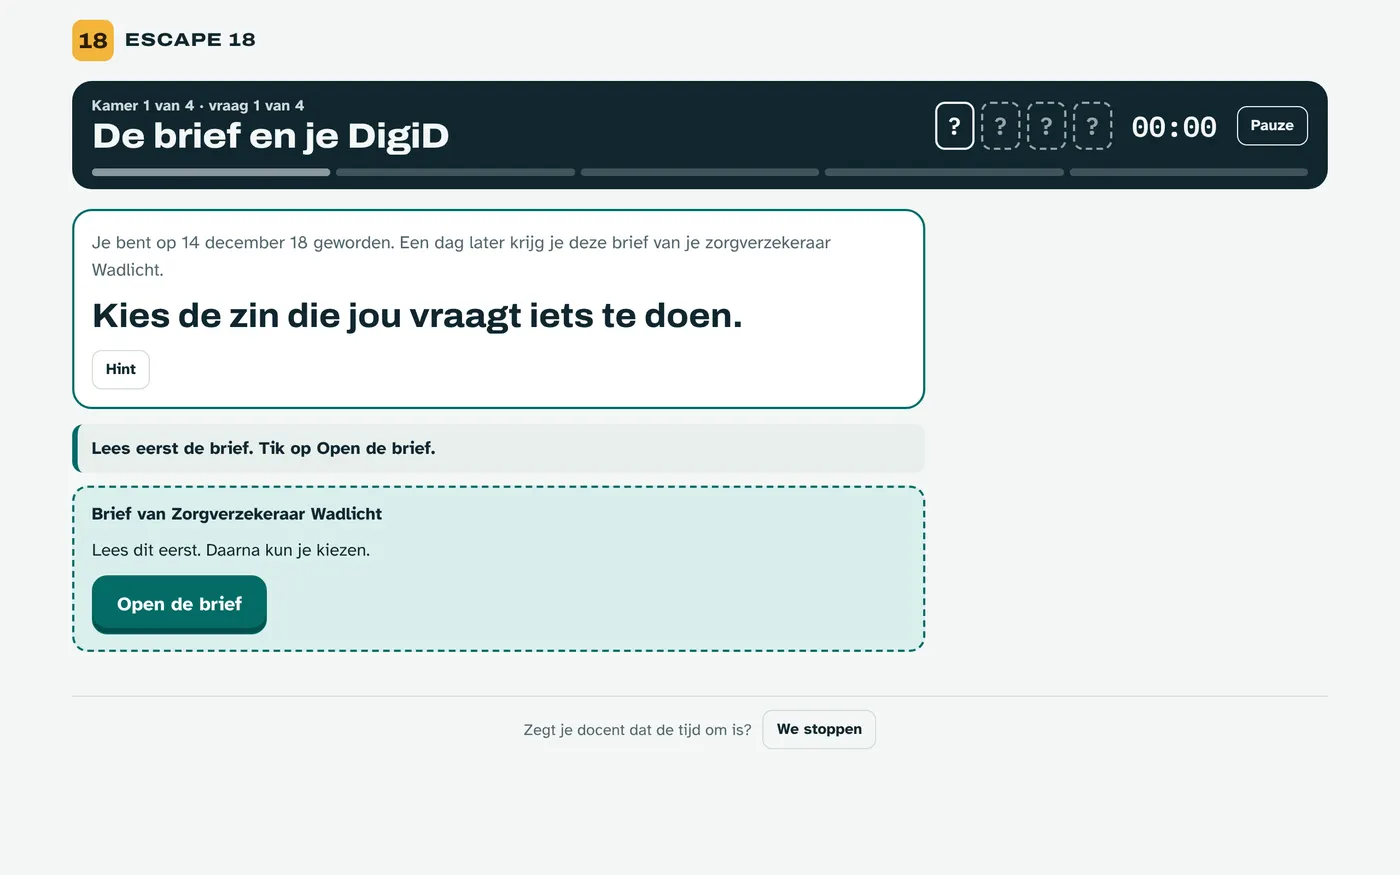 18 ESCAPE 18
Kamer 1 van 4 · vraag 1 van 4
De brief en je DigiD
? ? ? ? 00:00 Pauze
Je bent op 14 december 18 geworden. Een dag later krijg je deze brief van je zorgverzekeraar
Wadlicht.
Kies de zin die jou vraagt iets te doen.
Hint
Lees eerst de brief. Tik op Open de brief.
Brief van Zorgverzekeraar Wadlicht
Lees dit eerst. Daarna kun je kiezen.
Open de brief
Zegt je docent dat de tijd om is? We stoppen